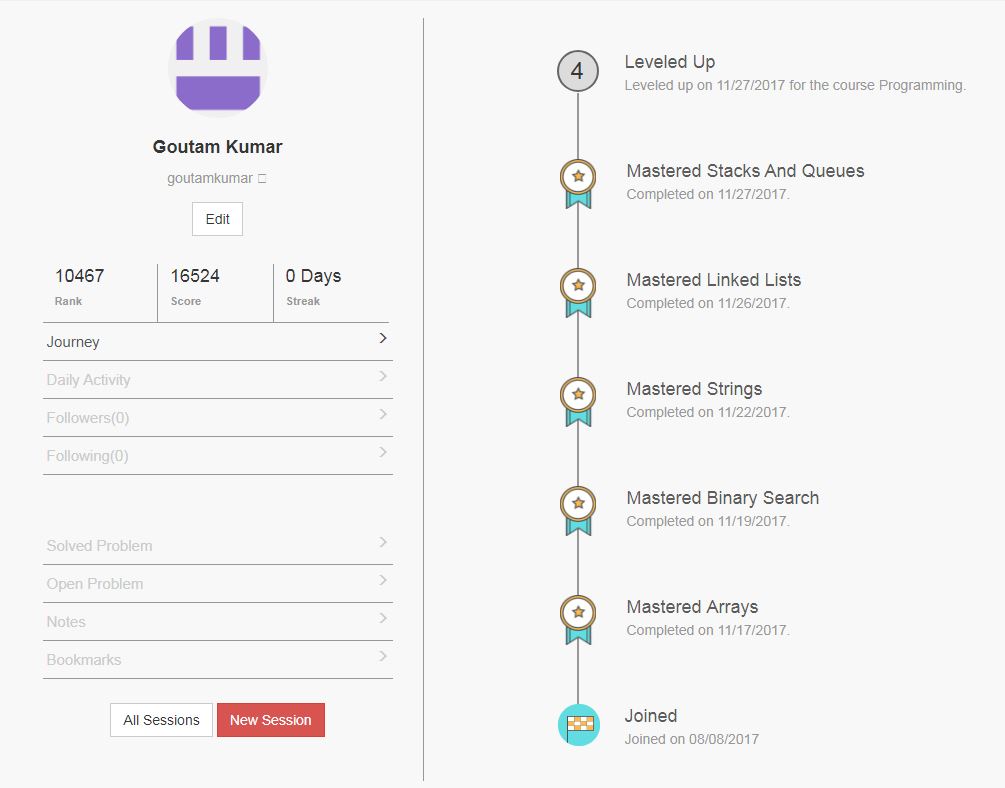 Goutam Kumar
goutamkumar
Edit
10467 16524 0 Days
Rank Score Streak
Journey
Daily Activity
Followers(0)
Following(0)
Solved Problem
Open Problem
Notes
Bookmarks
All Sessions New Session
4
Leveled Up
Leveled up on 11/27/2017 for the course Programming.
Mastered Stacks And Queues
Completed on 11/27/2017.
Mastered Linked Lists
Completed on 11/26/2017.
Mastered Strings
Completed on 11/22/2017.
Mastered Binary Search
Completed on 11/19/2017.
Mastered Arrays
Completed on 11/17/2017.
Joined
Joined on 08/08/2017